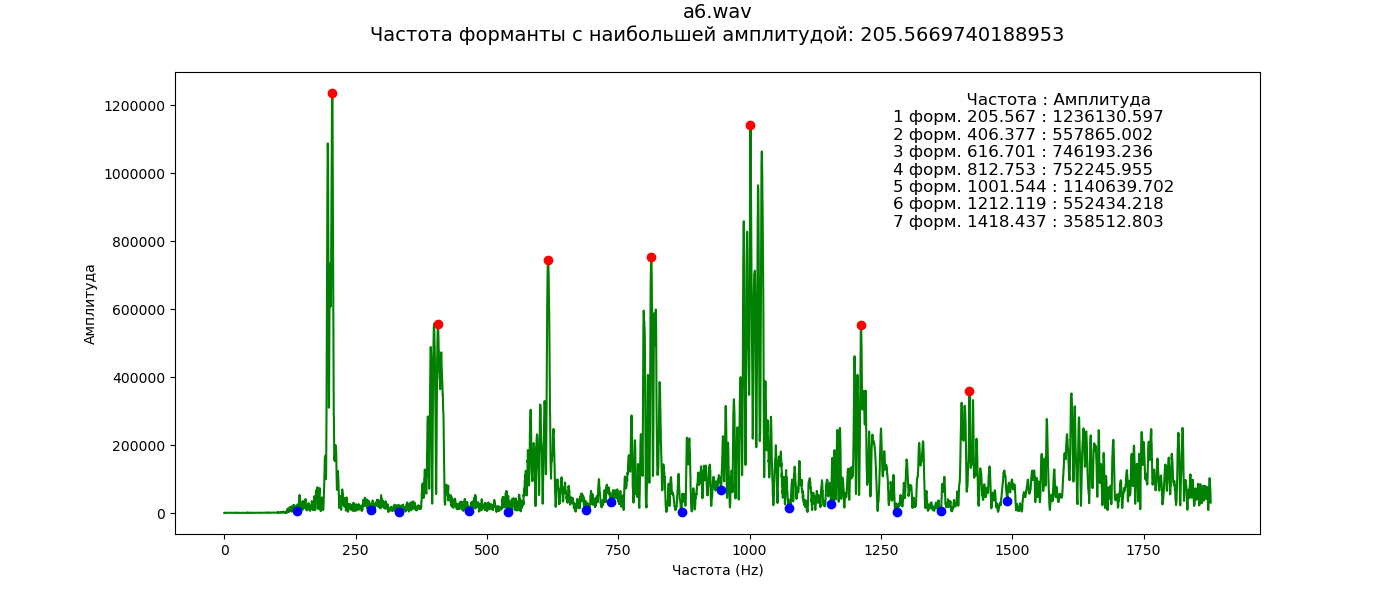 a6.wav
Частота форманты с наибольшей амплитудой: 205.5669740188953
Частота : Амплитуда
1 форм. 205.567 : 1236130.597
2 форм. 406.377 : 557865.002
3 форм. 616.701 : 746193.236
4 форм. 812.753 : 752245.955
5 форм. 1001.544 : 1140639.702
6 форм. 1212.119 : 552434.218
7 форм. 1418.437 : 358512.803
Амплитуда
1200000
1000000
800000
600000
400000
200000
0
0 250 500 750 1000 1250 1500 1750
Частота (Hz)